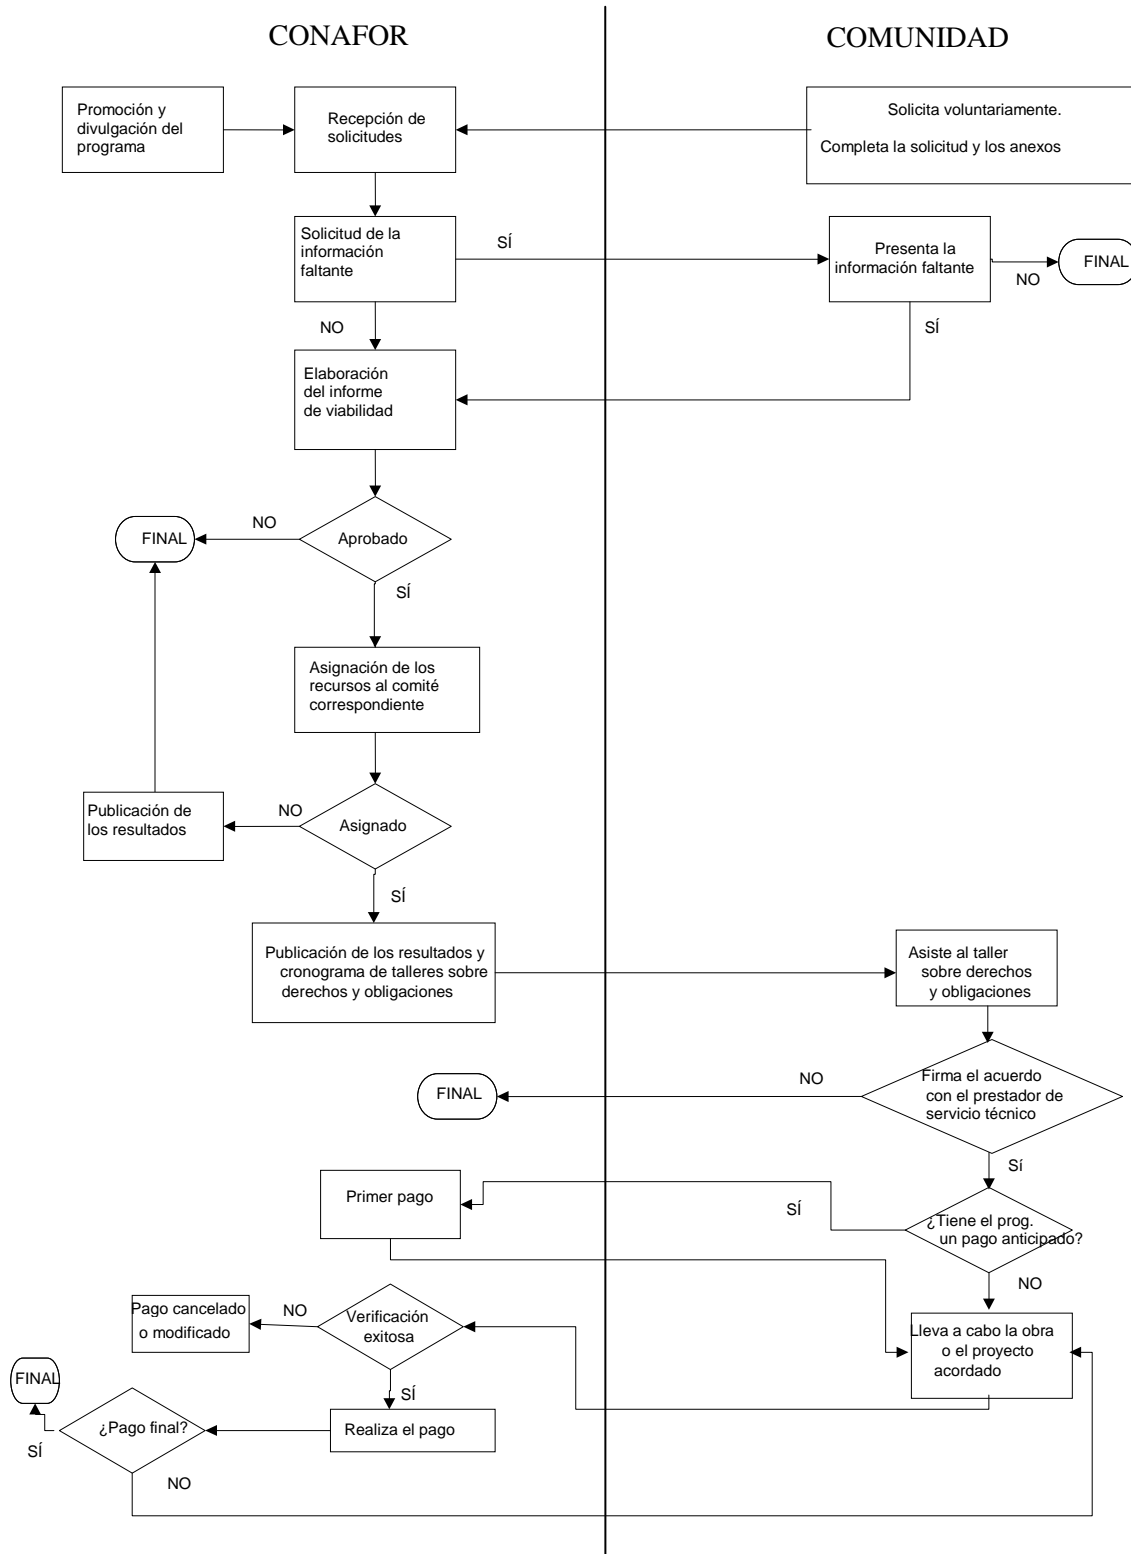 CONAFOR
COMUNIDAD
Promoción y
divulgación del
programa
Recepción de
solicitudes
Solicita voluntariamente.
Completa la solicitud y los anexos
Solicitud de la
información
faltante
SÍ
Presenta la
información faltante
NO
FINAL
NO
SÍ
Elaboración
del informe
de viabilidad
FINAL
NO
Aprobado
SÍ
Asignación de los
recursos al comité
correspondiente
Publicación de
los resultados
NO
Asignado
SÍ
Publicación de los resultados y
cronograma de talleres sobre
derechos y obligaciones
Asiste al taller
sobre derechos
y obligaciones
FINAL
NO
Firma el acuerdo
con el prestador de
servicio técnico
Sí
Primer pago
SÍ
¿Tiene el prog.
un pago anticipado?
NO
Pago cancelado
o modificado
NO
Verificación
exitosa
Lleva a cabo la obra
o el proyecto
acordado
SÍ
FINAL
¿Pago final?
Realiza el pago
SÍ
NO